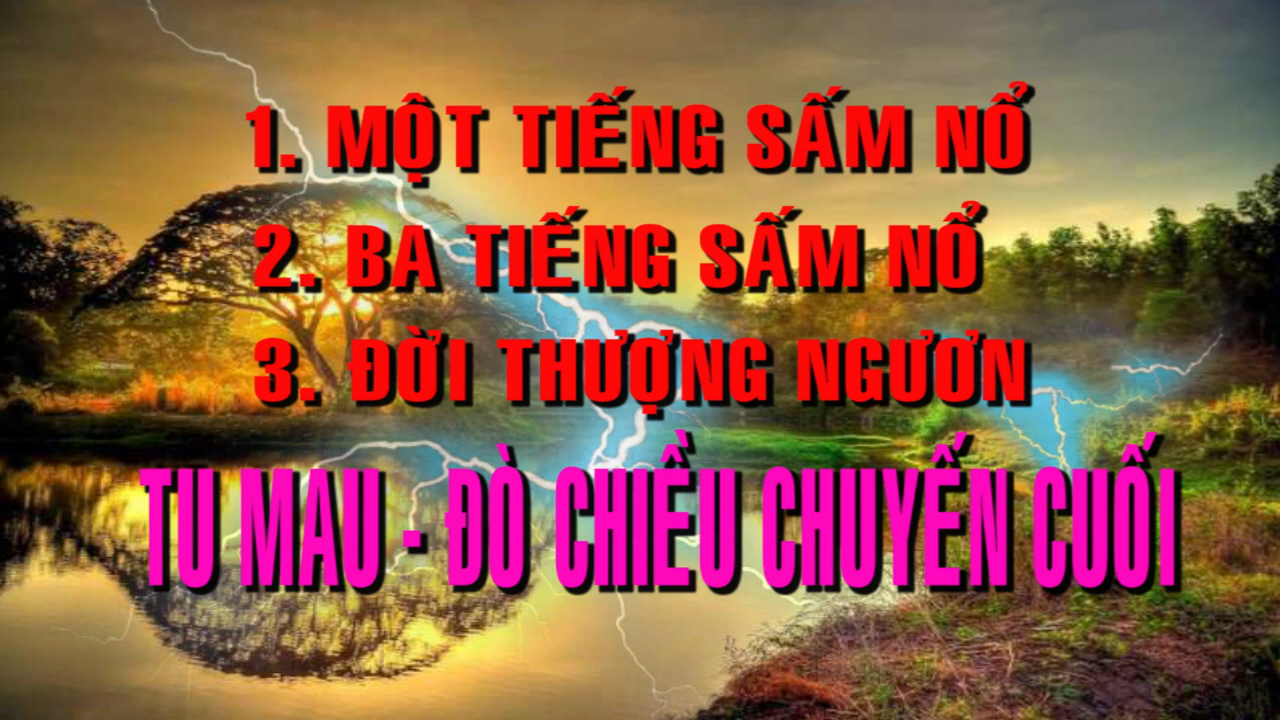 1. MỘT TIẾNG SẤM NỔ
2. BA TIẾNG SẤM NỔ
3. ĐỜI THƯỢNG NGƯƠN
TU MAU - ĐÒ CHIỀU CHUYẾN CUỐI